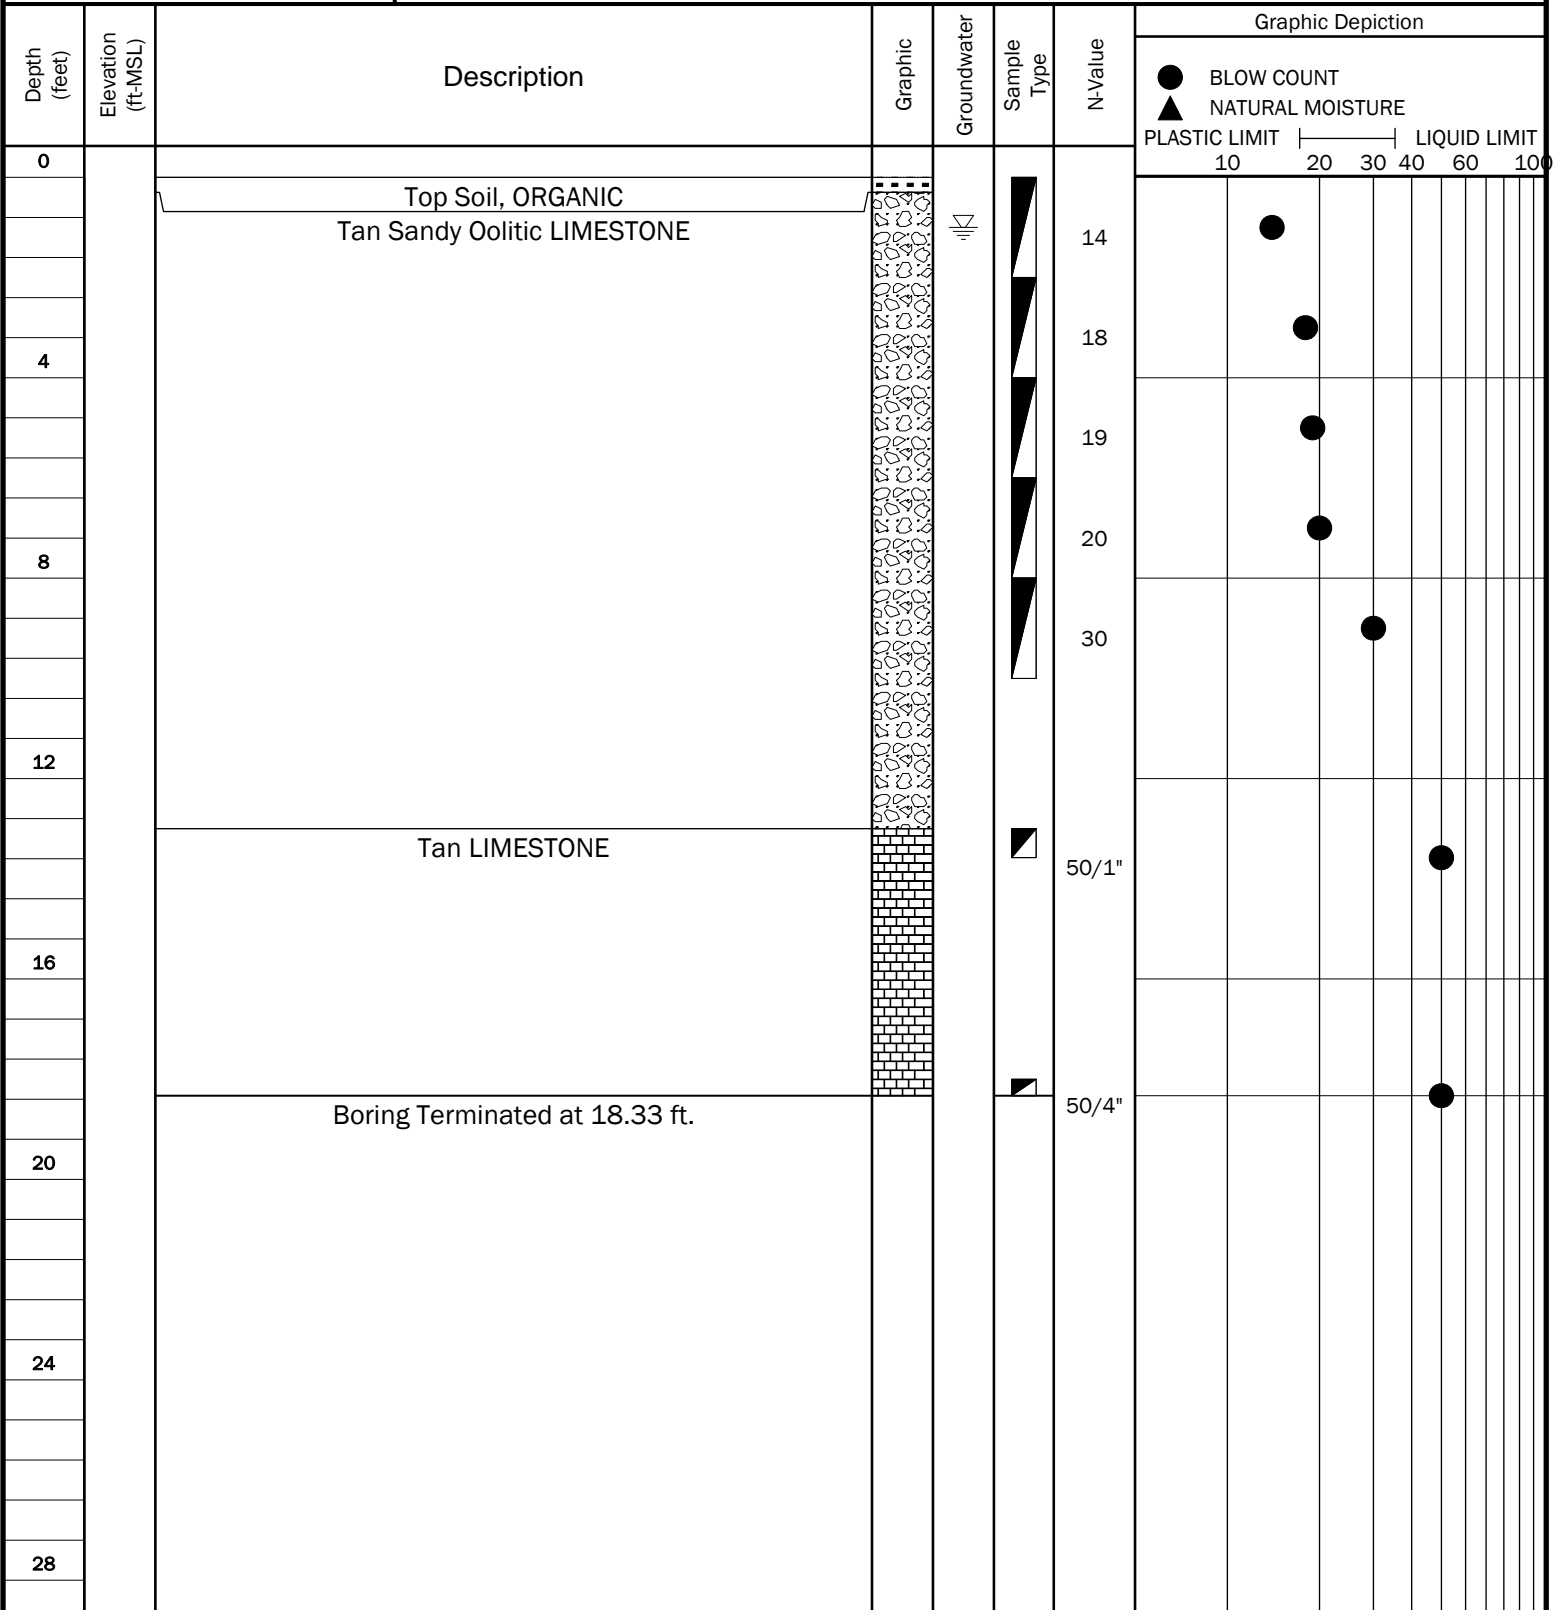 Depth
(feet)
Elevation
(ft-MSL)
Description
Graphic
Groundwater
Sample
Type
N-Value
Graphic Depiction
BLOW COUNT
NATURAL MOISTURE
PLASTIC LIMIT LIQUID LIMIT
10 20 30 40 60 100
0
Top Soil, ORGANIC
Tan Sandy Oolitic LIMESTONE
14
18
4
19
20
8
30
12
Tan LIMESTONE
50/1"
16
50/4"
Boring Terminated at 18.33 ft.
20
24
28